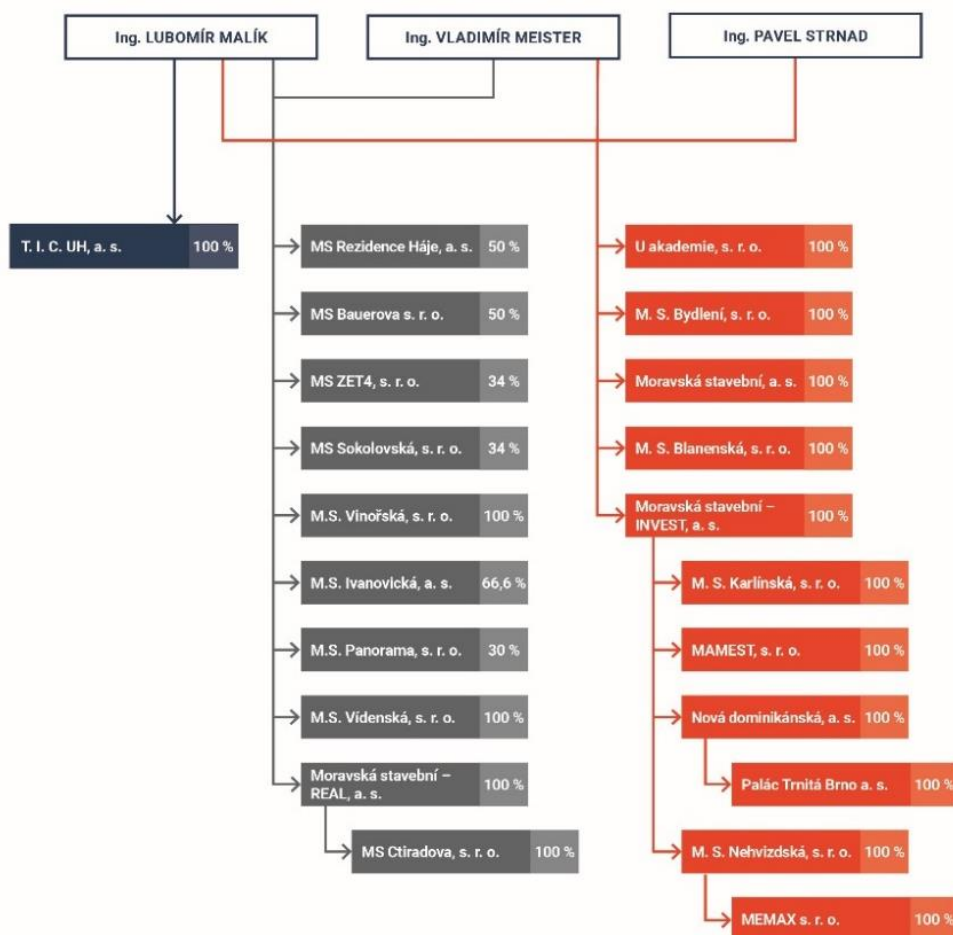 Ing. LUBOMÍR MALÍK
Ing. VLADIMÍR MEISTER
Ing. PAVEL STRNAD
T. I. C. UH, a. s. 100 %
MS Rezidence Háje, a. s. 50 %
MS Bauerova s. r. o. 50 %
MS ZET4, s. r. o. 34 %
MS Sokolovská, s. r. o. 34 %
M.S. Vinořská, s. r. o. 100 %
M.S. Ivanovická, a. s. 66,6 %
M.S. Panorama, s. r. o. 30 %
M.S. Vídenská, s. r. o. 100 %
Moravská stavební –
REAL, a. s. 100 %
MS Ctiradova, s. r. o. 100 %
U akademie, s. r. o. 100 %
M. S. Bydlení, s. r. o. 100 %
Moravská stavební, a. s. 100 %
M. S. Blanenská, s. r. o. 100 %
Moravská stavební –
INVEST, a. s. 100 %
M. S. Karlínská, s. r. o. 100 %
MAMEST, s. r. o. 100 %
Nová dominikánská, a. s. 100 %
Palác Trnitá Brno a. s. 100 %
M. S. Nehvizdská, s. r. o. 100 %
MEMAX s. r. o. 100 %